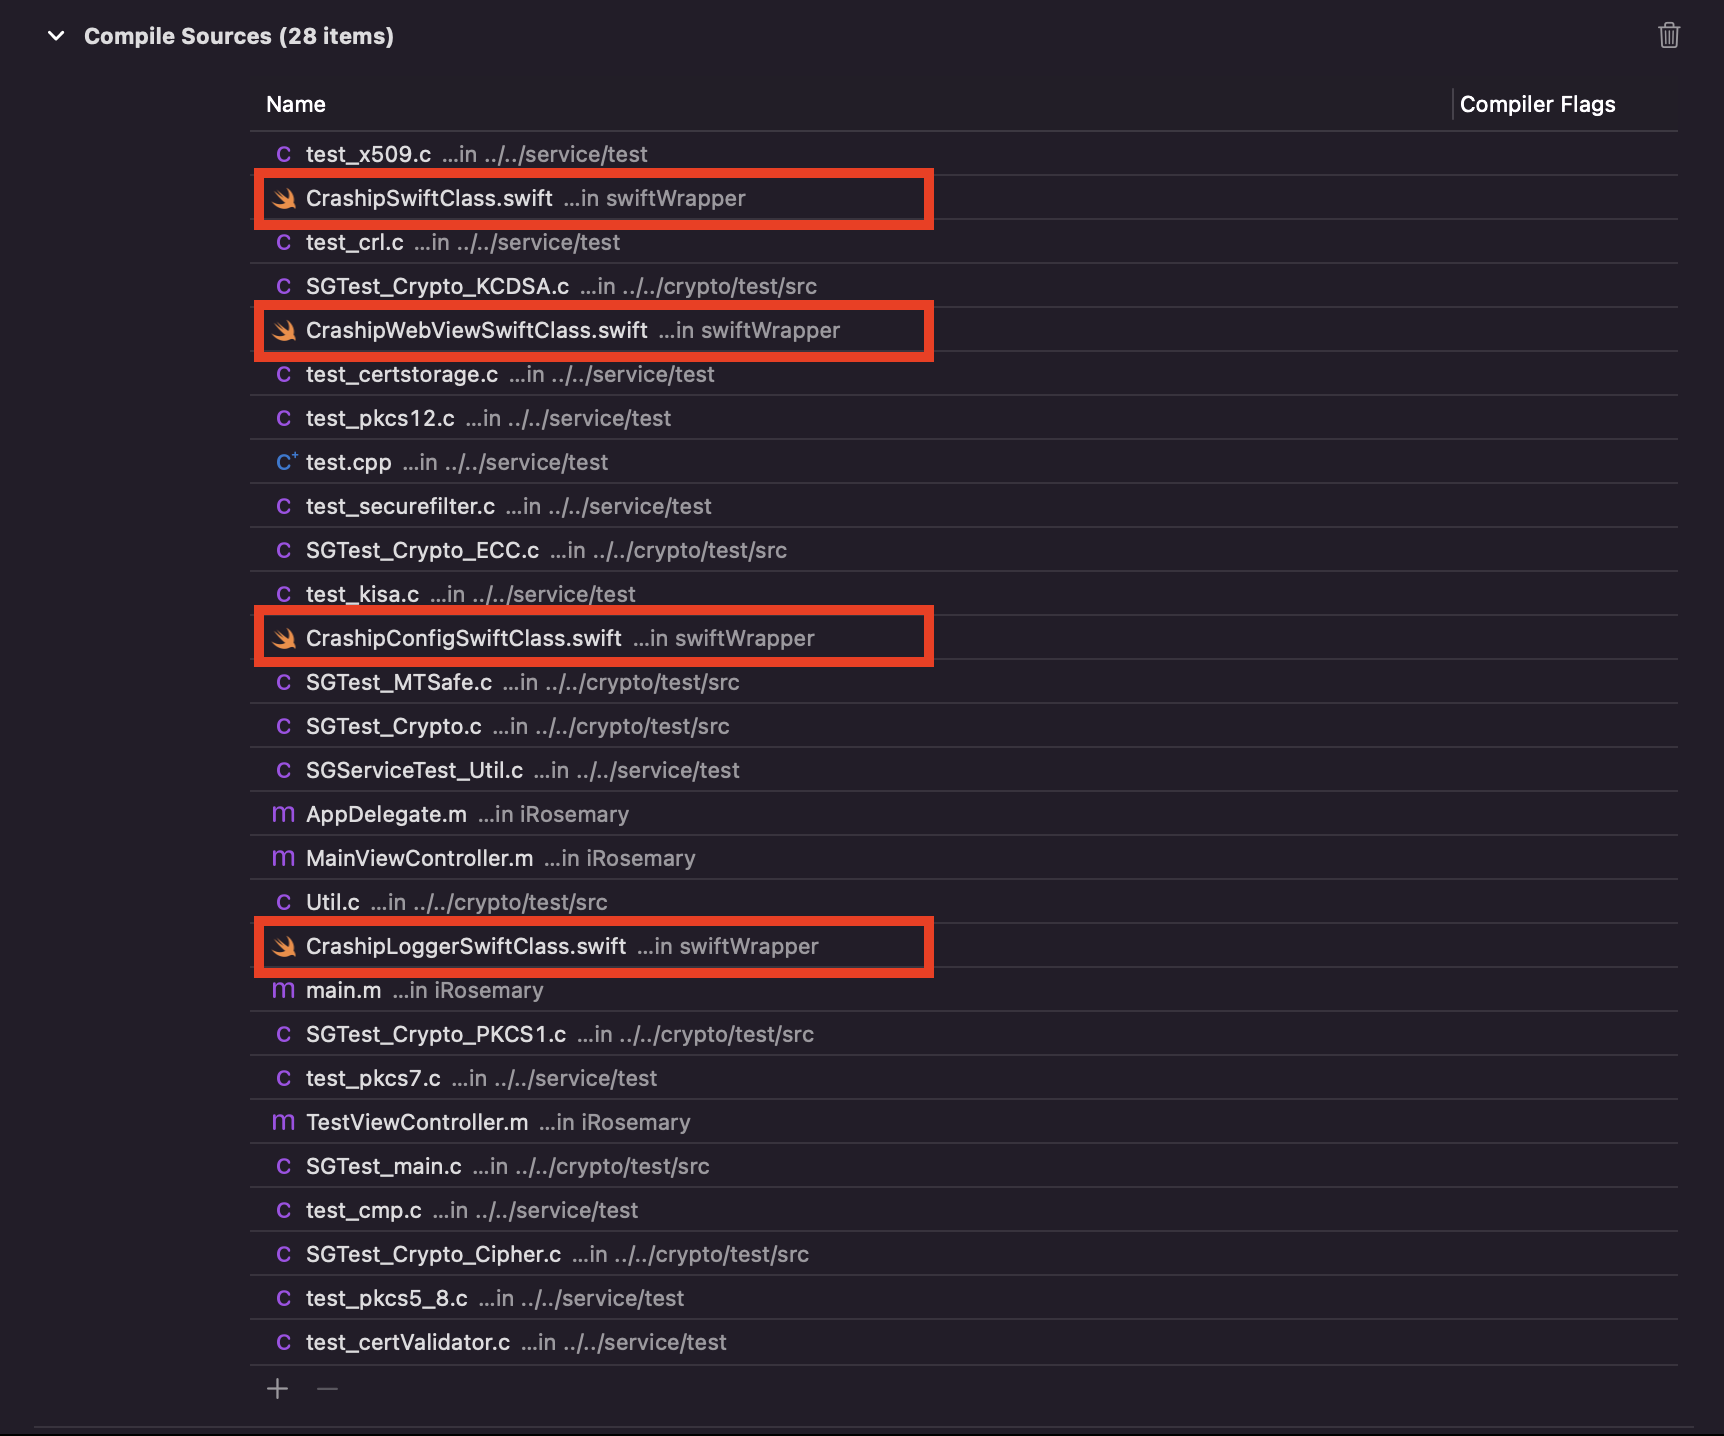 Compile Sources (28 items)
Name Compiler Flags
C test_x509.c ...in ../../service/test
CrashipSwiftClass.swift ...in swiftWrapper
C test_crl.c ...in ../../service/test
C SGTest_Crypto_KCDSA.c ...in ../../crypto/test/src
CrashipWebViewSwiftClass.swift ...in swiftWrapper
C test_certstorage.c ...in ../../service/test
C test_pkcs12.c ...in ../../service/test
C+ test.cpp ...in ../../service/test
C test_securefilter.c ...in ../../service/test
C SGTest_Crypto_ECC.c ...in ../../crypto/test/src
C test_kisa.c ...in ../../service/test
CrashipConfigSwiftClass.swift ...in swiftWrapper
C SGTest_MTSafe.c ...in ../../crypto/test/src
C SGTest_Crypto.c ...in ../../crypto/test/src
C SGServiceTest_Util.c ...in ../../service/test
m AppDelegate.m ...in iRosemary
m MainViewController.m ...in iRosemary
C Util.c ...in ../../crypto/test/src
CrashipLoggerSwiftClass.swift ...in swiftWrapper
m main.m ...in iRosemary
C SGTest_Crypto_PKCS1.c ...in ../../crypto/test/src
C test_pkcs7.c ...in ../../service/test
m TestViewController.m ...in iRosemary
C SGTest_main.c ...in ../../crypto/test/src
C test_cmp.c ...in ../../service/test
C SGTest_Crypto_Cipher.c ...in ../../crypto/test/src
C test_pkcs5_8.c ...in ../../service/test
C test_certValidator.c ...in ../../service/test